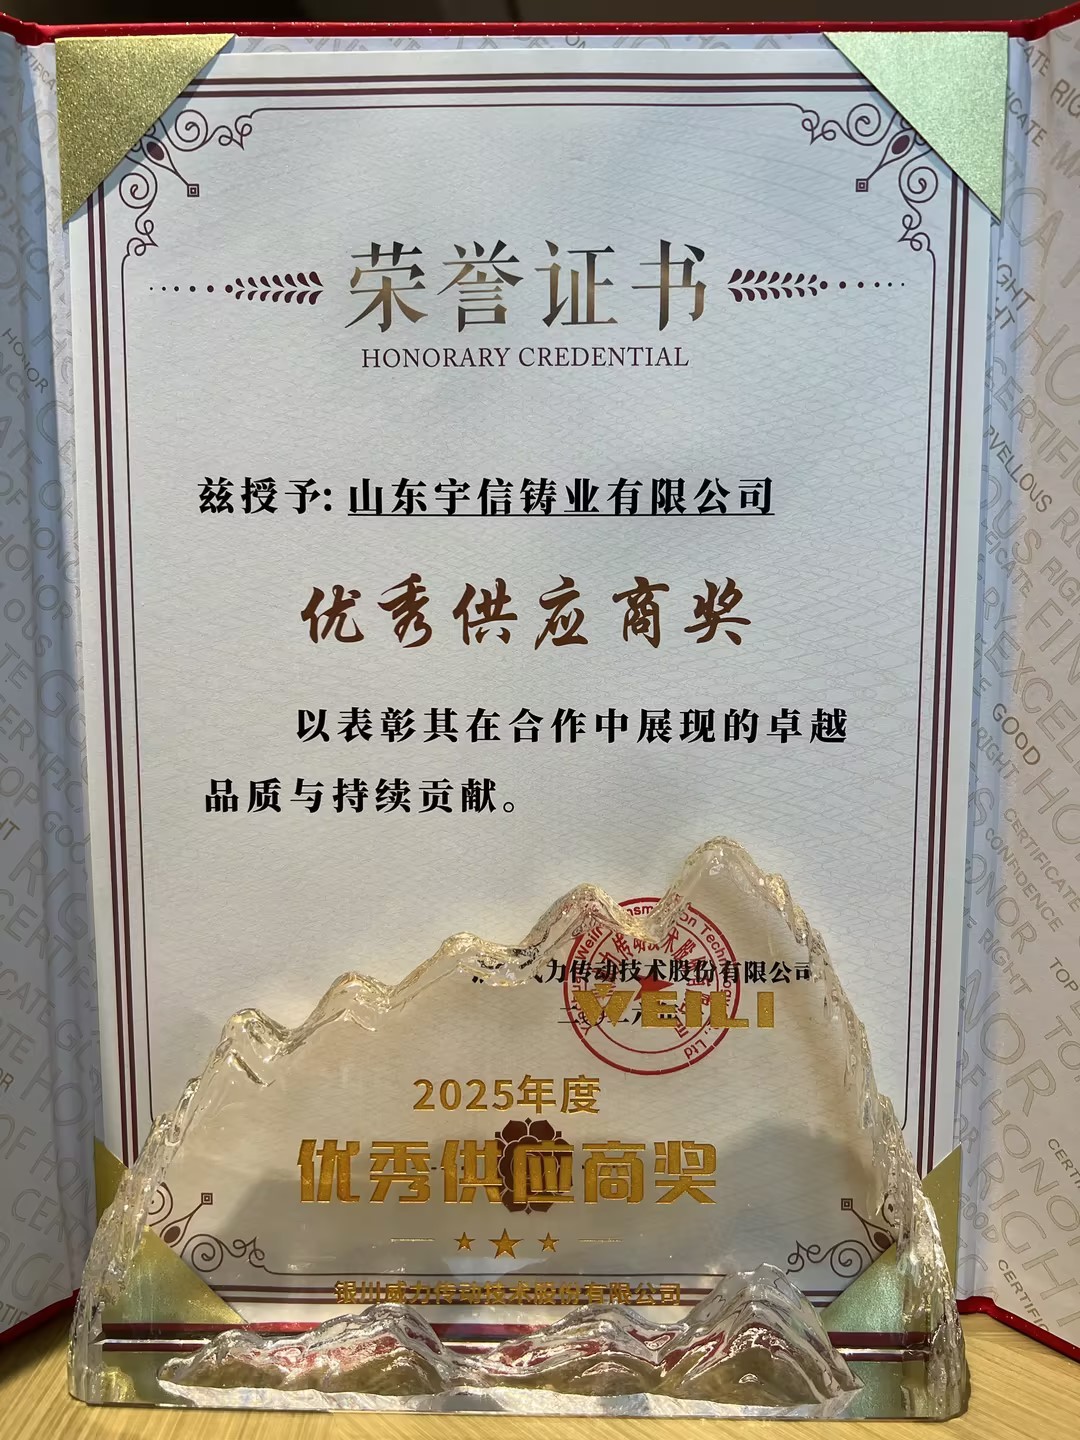 荣誉证书
HONORARY CREDENTIAL
兹授予:山东宇信铸业有限公司
优秀供应商奖
以表彰其在合作中展现的卓越
品质与持续贡献。
力传动技术股份有限公司
WEILI
2025年度
优秀供应商奖
银川威力传动技术股份有限公司